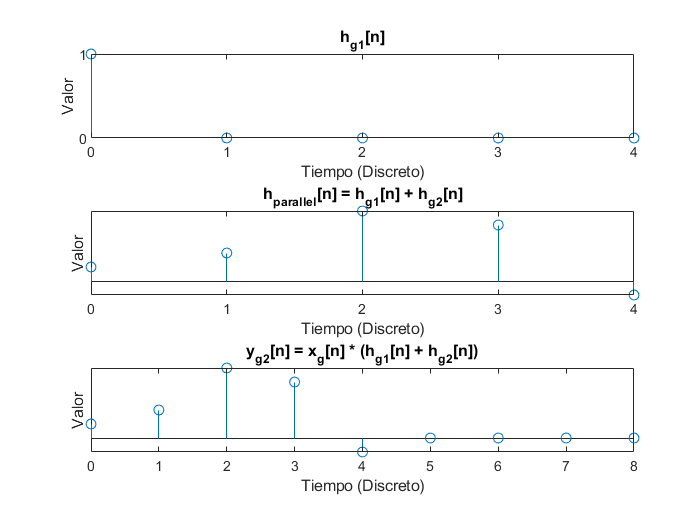 h_g1[n]
Valor
1
0
0 1 2 3 4
Tiempo (Discreto)
h_parallel[n] = h_g1[n] + h_g2[n]
Valor
0 1 2 3 4
Tiempo (Discreto)
y_g2[n] = x_g[n] * (h_g1[n] + h_g2[n])
Valor
0 1 2 3 4 5 6 7 8
Tiempo (Discreto)